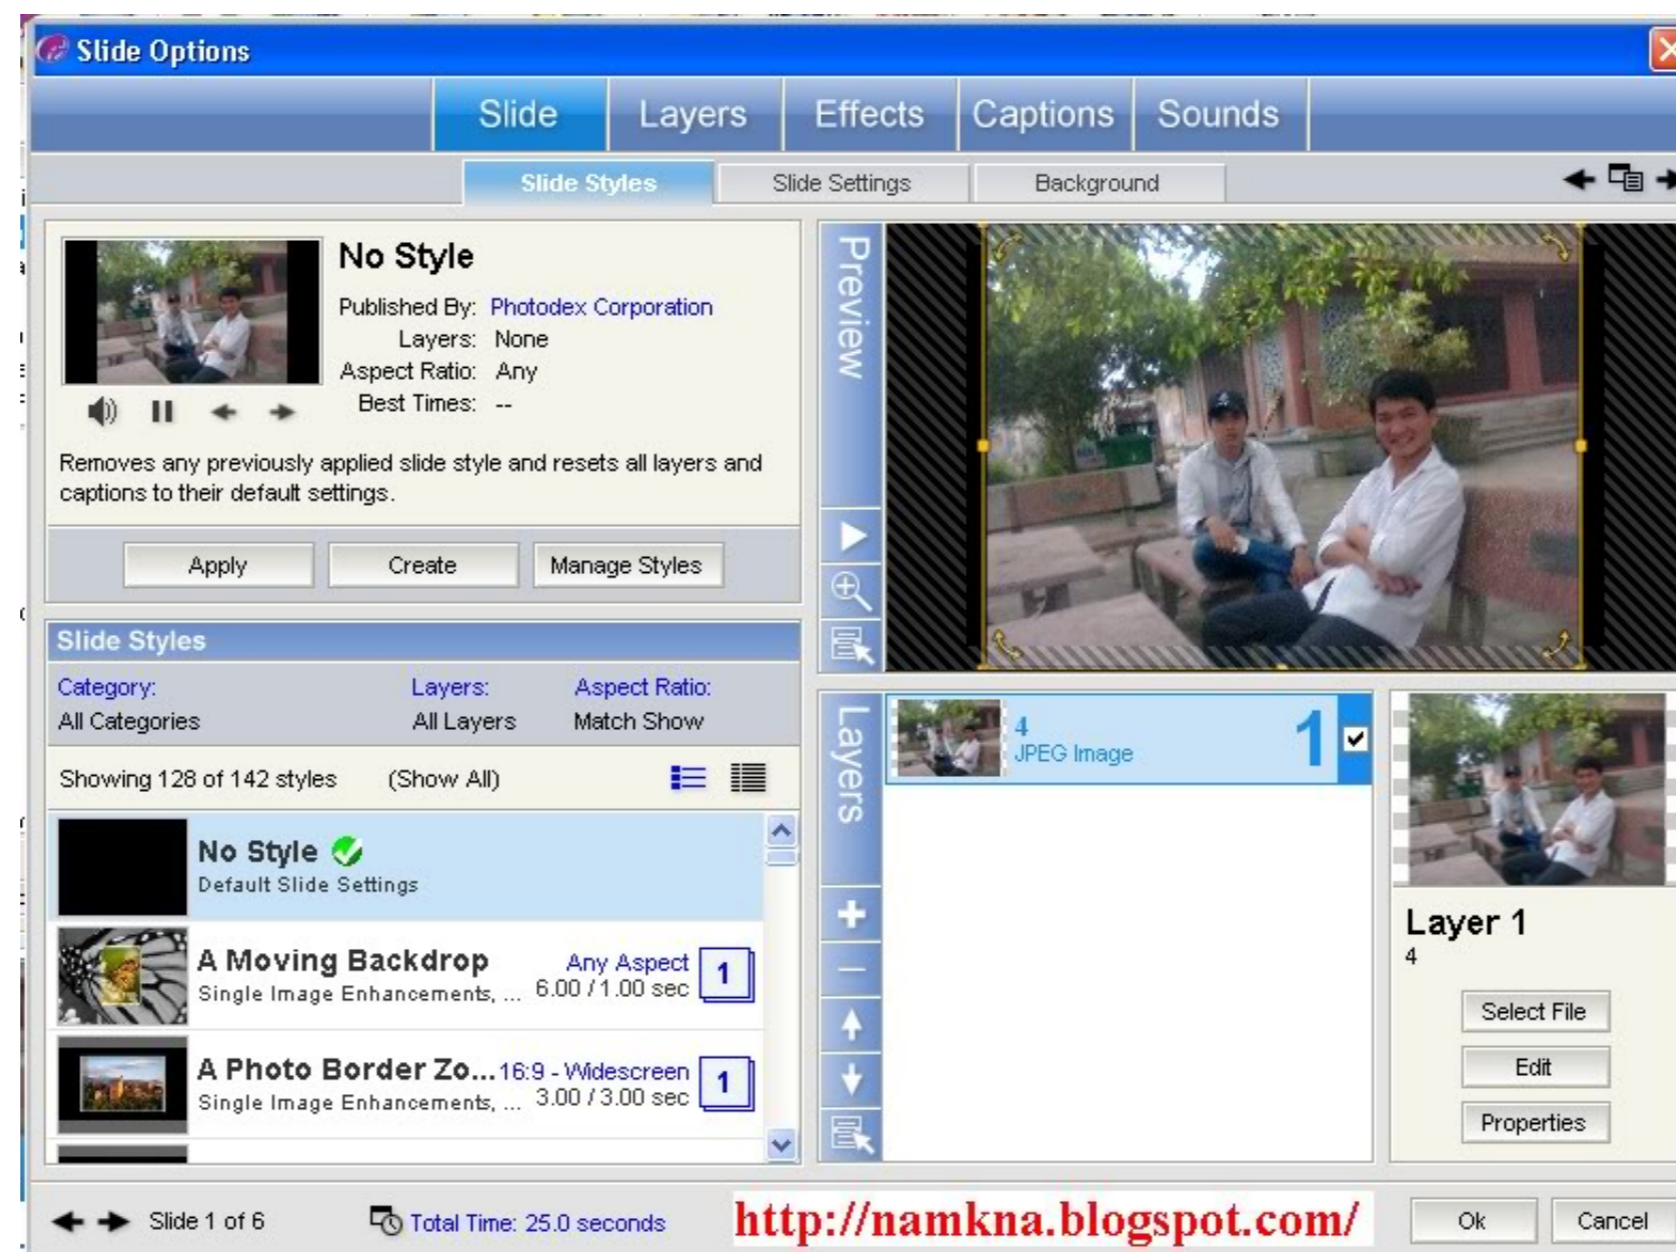 Slide Options
Slide Layers Effects Captions Sounds
Slide Styles Slide Settings Background
No Style
Published By: Photodex Corporation
Layers: None
Aspect Ratio: Any
Best Times: --
Removes any previously applied slide style and resets all layers and
captions to their default settings.
Apply Create Manage Styles
Preview
Slide Styles
Category: Layers: Aspect Ratio:
All Categories All Layers Match Show
Showing 128 of 142 styles (Show All)
No Style
Default Slide Settings
A Moving Backdrop Any Aspect 1
Single Image Enhancements, ... 6.00 / 1.00 sec
A Photo Border Zo... 16:9 - Widescreen 1
Single Image Enhancements, ... 3.00 / 3.00 sec
Layers
4 1
JPEG Image
Layer 1
4
Select File
Edit
Properties
Slide 1 of 6 Total Time: 25.0 seconds http://namkna.blogspot.com/ Ok Cancel